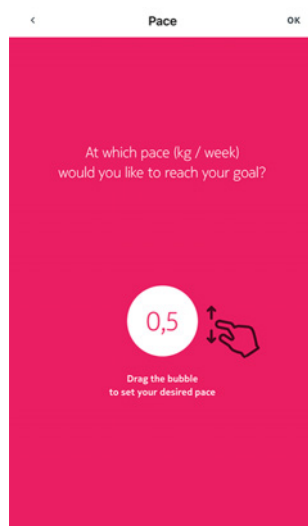 < Pace OK
At which pace (kg / week)
would you like to reach your goal?
0,5
Drag the bubble
to set your desired pace